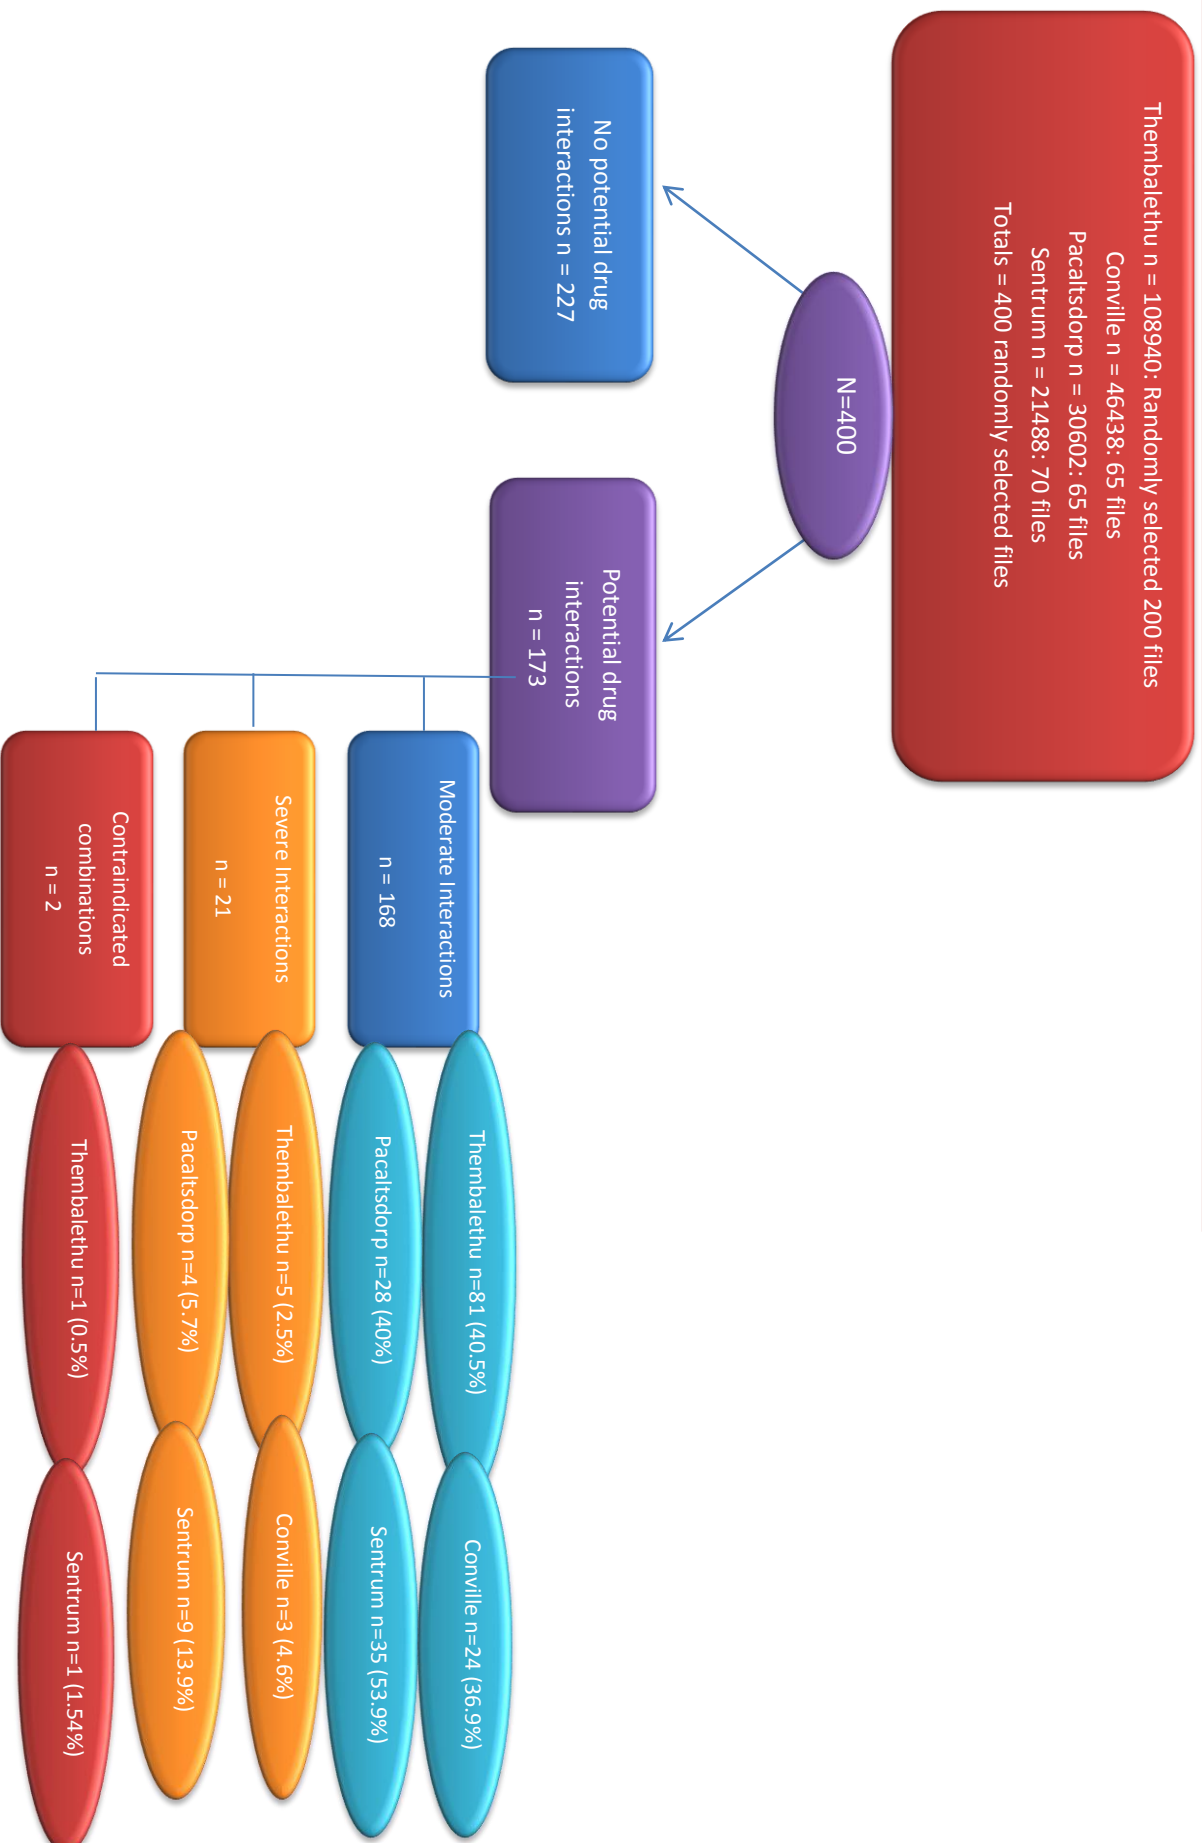 Thembalethu n = 108940: Randomly selected 200 files
Conville n = 46438: 65 files
Pacaltsdorp n = 30602: 65 files
Sentrum n = 21488: 70 files
Totals = 400 randomly selected files
N=400
No potential drug
interactions n = 227
Potential drug
interactions
n = 173
Moderate Interactions
n = 168
Thembalethu n=81 (40.5%)
Conville n=24 (36.9%)
Pacaltsdorp n=28 (40%)
Sentrum n=35 (53.9%)
Severe Interactions
n = 21
Thembalethu n=5 (2.5%)
Conville n=3 (4.6%)
Pacaltsdorp n=4 (5.7%)
Sentrum n=9 (13.9%)
Contraindicated
combinations
n = 2
Thembalethu n=1 (0.5%)
Sentrum n=1 (1.54%)